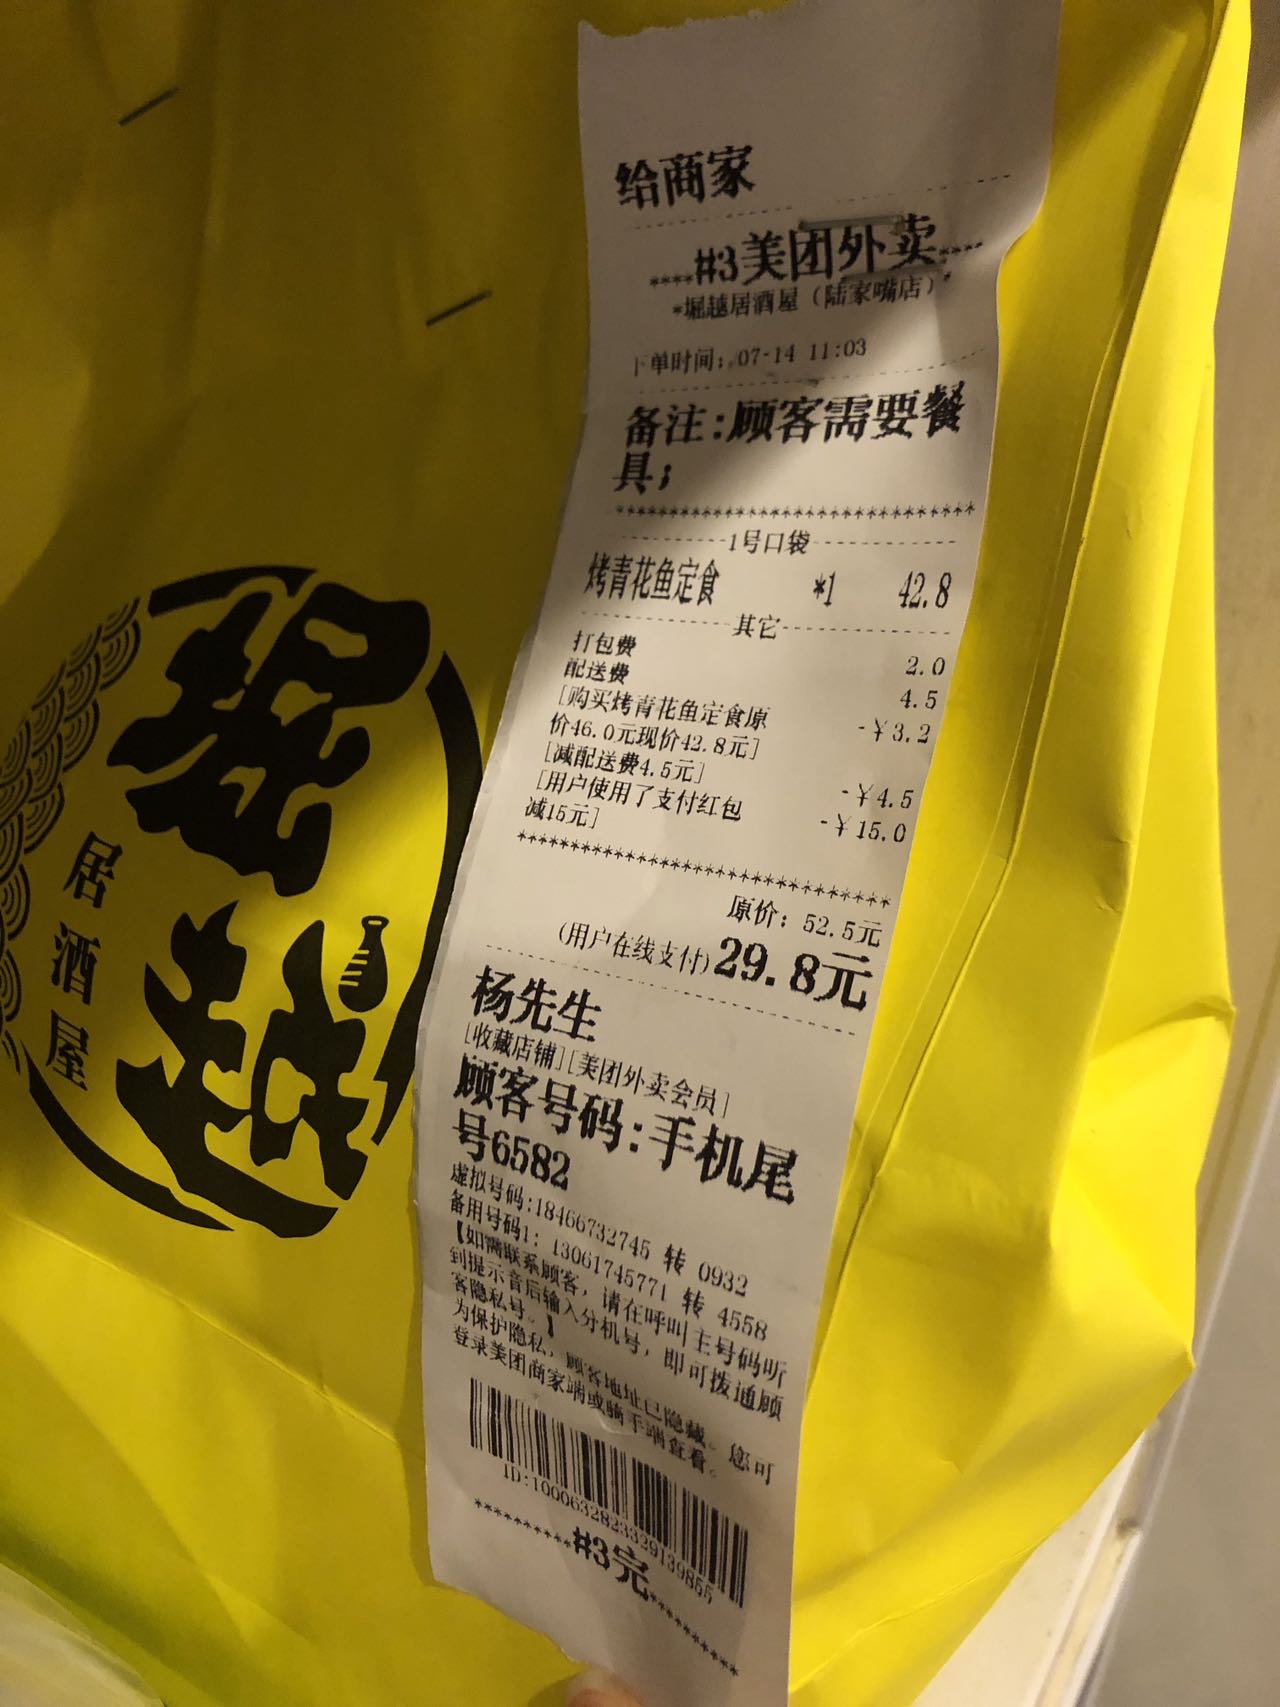 给商家
****#3美团外卖****
*堀越居酒屋（陆家嘴店）*
下单时间: 07-14 11:03
备注:顾客需要餐
具;
1号口袋
烤青花鱼定食 *1 42.8
其它
打包费 2.0
配送费 4.5
[购买烤青花鱼定食原 -￥3.2
价46.0元现价42.8元]
[减配送费4.5元] -￥4.5
[用户使用了支付红包 -￥15.0
减15元]
原价: 52.5元
(用户在线支付)29.8元
杨先生
[收藏店铺][美团外卖会员]
顾客号码:手机尾
号6582
虚拟号码:18466732745 转 0932
备用号码1: 13061745771 转 4558
【如需联系顾客，请在呼叫主号码听
到提示音后输入分机号，即可拨通顾
客隐私号。】
为保护隐私，顾客地址已隐藏。您可
登录美团商家端或骑手端查看。
ID:1000632823329139855
**********#3完**********
堀越
居酒屋